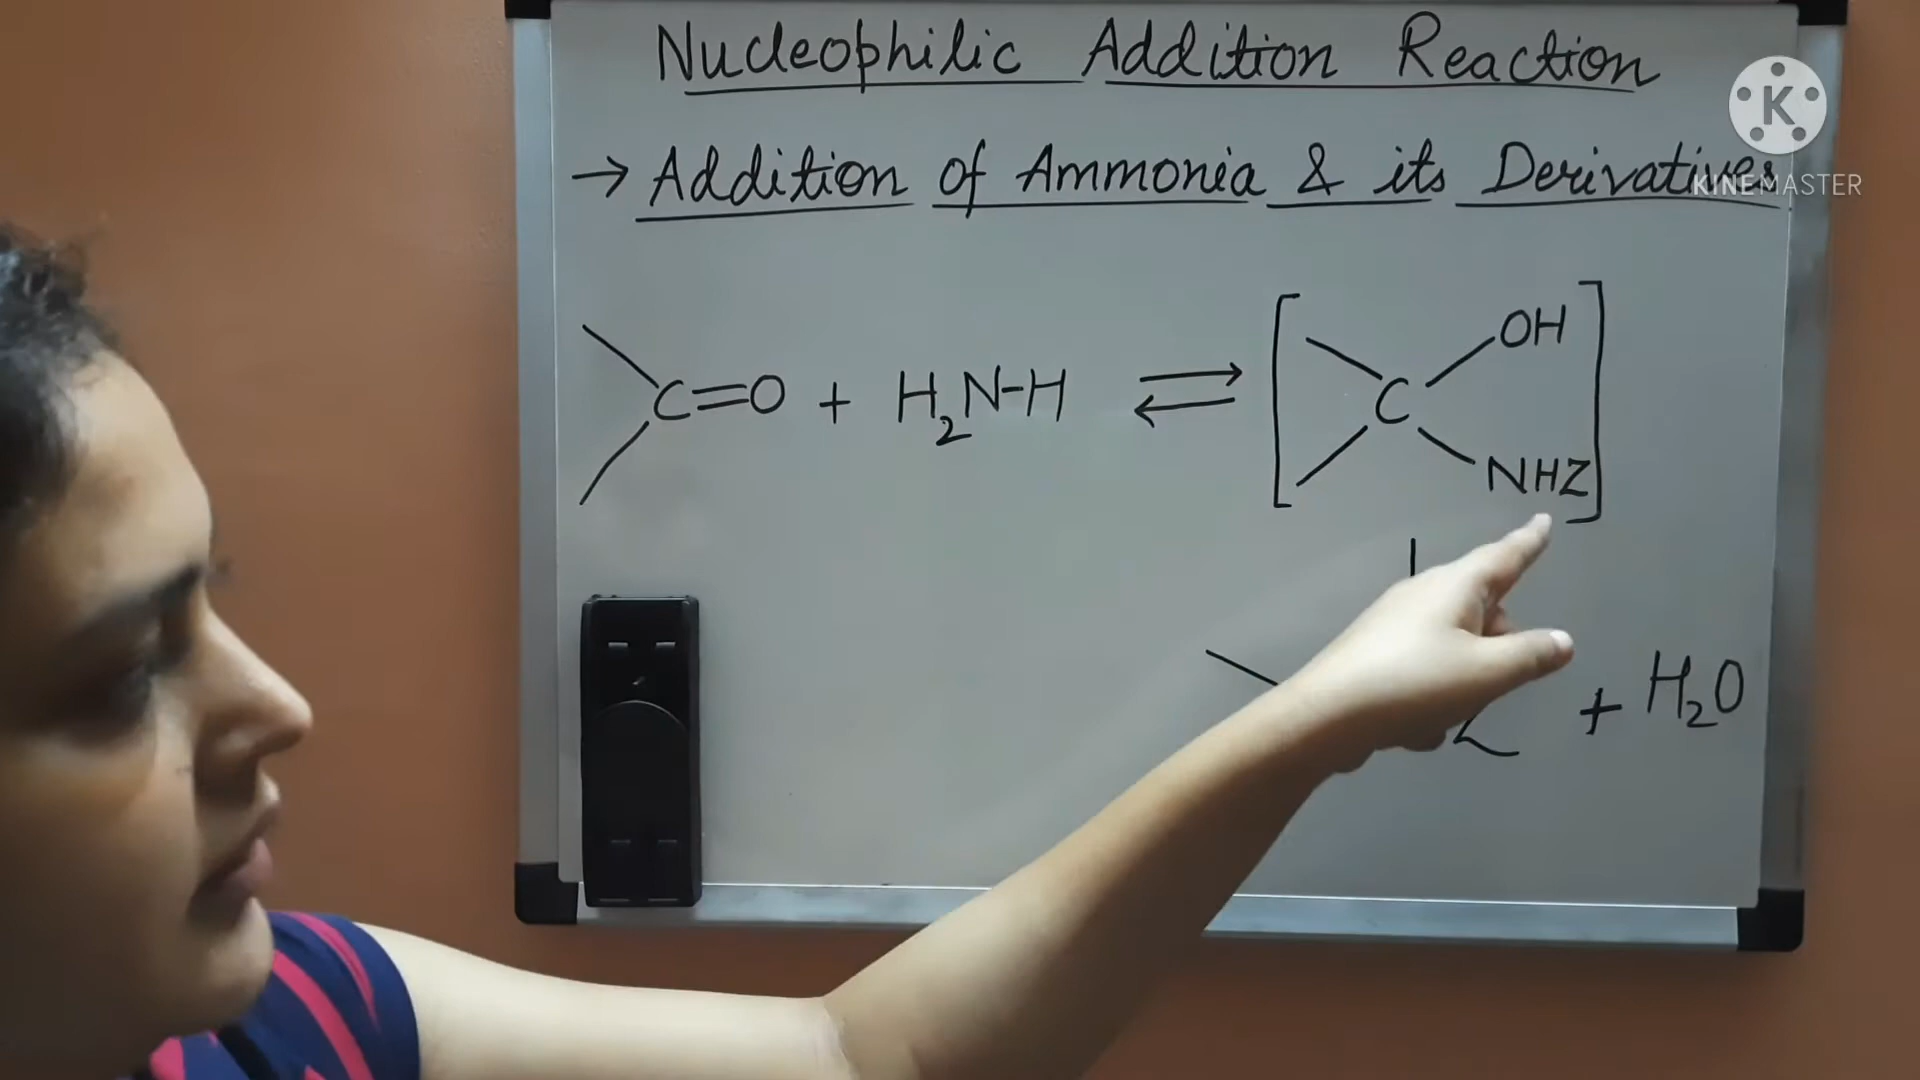 Nucleophilic Addition Reaction
K
→ Addition of Ammonia & its Derivatives
KINEMASTER
C=O + H₂N-H ⇌ [C OH NHZ]
Z + H₂O